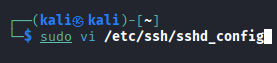 ┌──(kali㉿kali)-[~]
└─$ sudo vi /etc/ssh/sshd_config